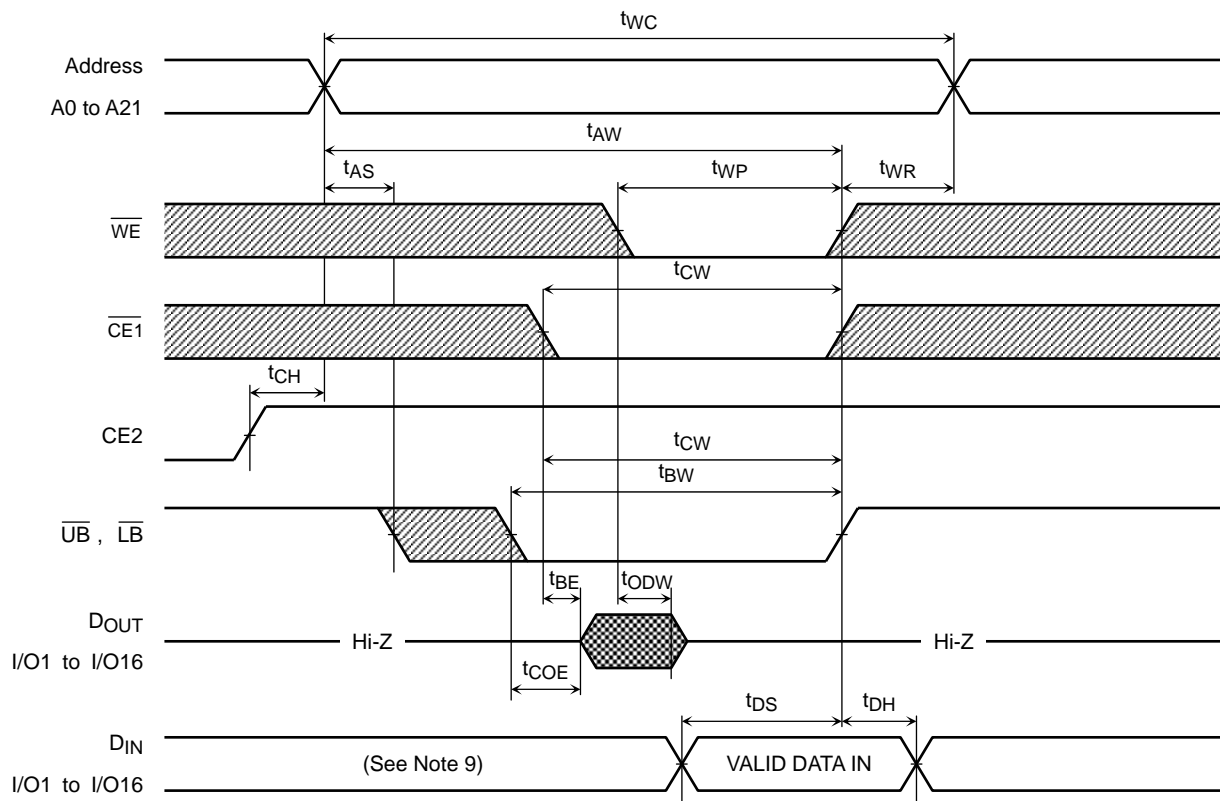 tWC
Address
A0 to A21
tAW
tAS
tWP
tWR
WE
tCW
CE1
tCH
CE2
tCW
tBW
UB , LB
tBE
tODW
DOUT
Hi-Z
Hi-Z
I/O1 to I/O16
tCOE
tDS
tDH
DIN
(See Note 9)
VALID DATA IN
I/O1 to I/O16